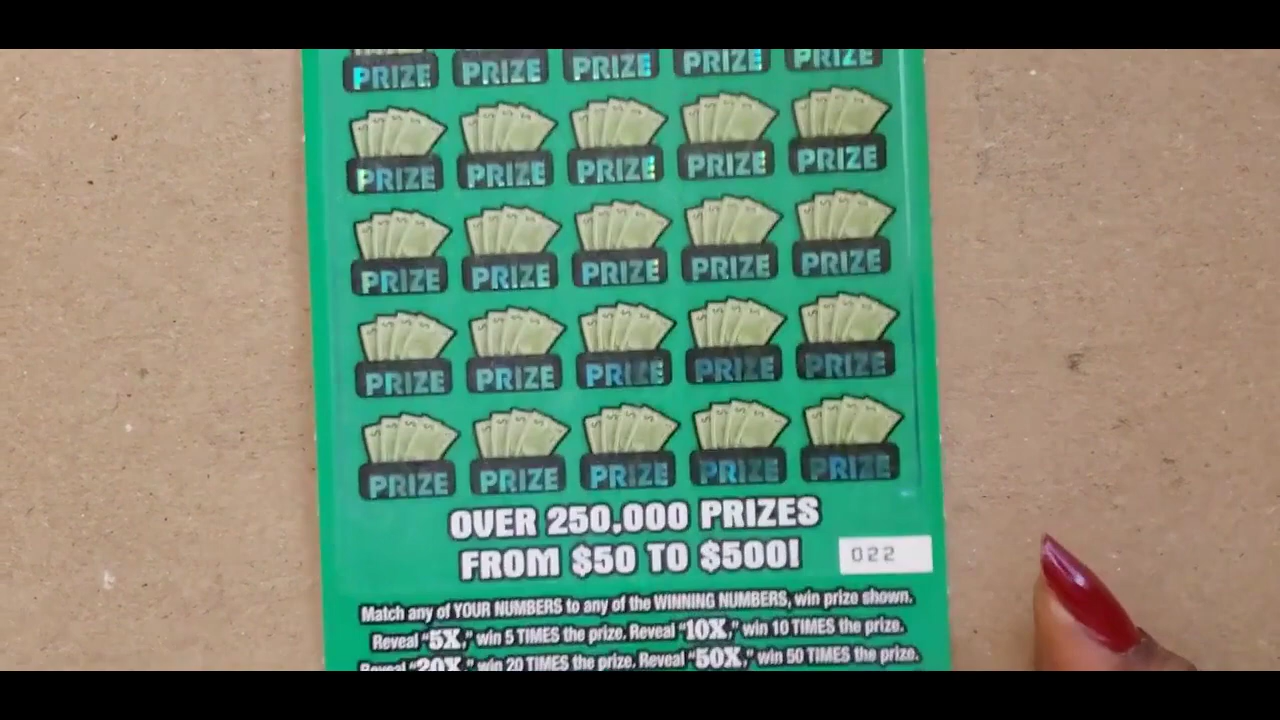 PRIZE PRIZE PRIZE PRIZE PRIZE
PRIZE PRIZE PRIZE PRIZE PRIZE
PRIZE PRIZE PRIZE PRIZE PRIZE
PRIZE PRIZE PRIZE PRIZE PRIZE
PRIZE PRIZE PRIZE PRIZE PRIZE
OVER 250,000 PRIZES
FROM $50 TO $500!
022
Match any of YOUR NUMBERS to any of the WINNING NUMBERS, win prize shown.
Reveal "5X," win 5 TIMES the prize. Reveal "10X," win 10 TIMES the prize.
Reveal "20X," win 20 TIMES the prize. Reveal "50X," win 50 TIMES the prize.